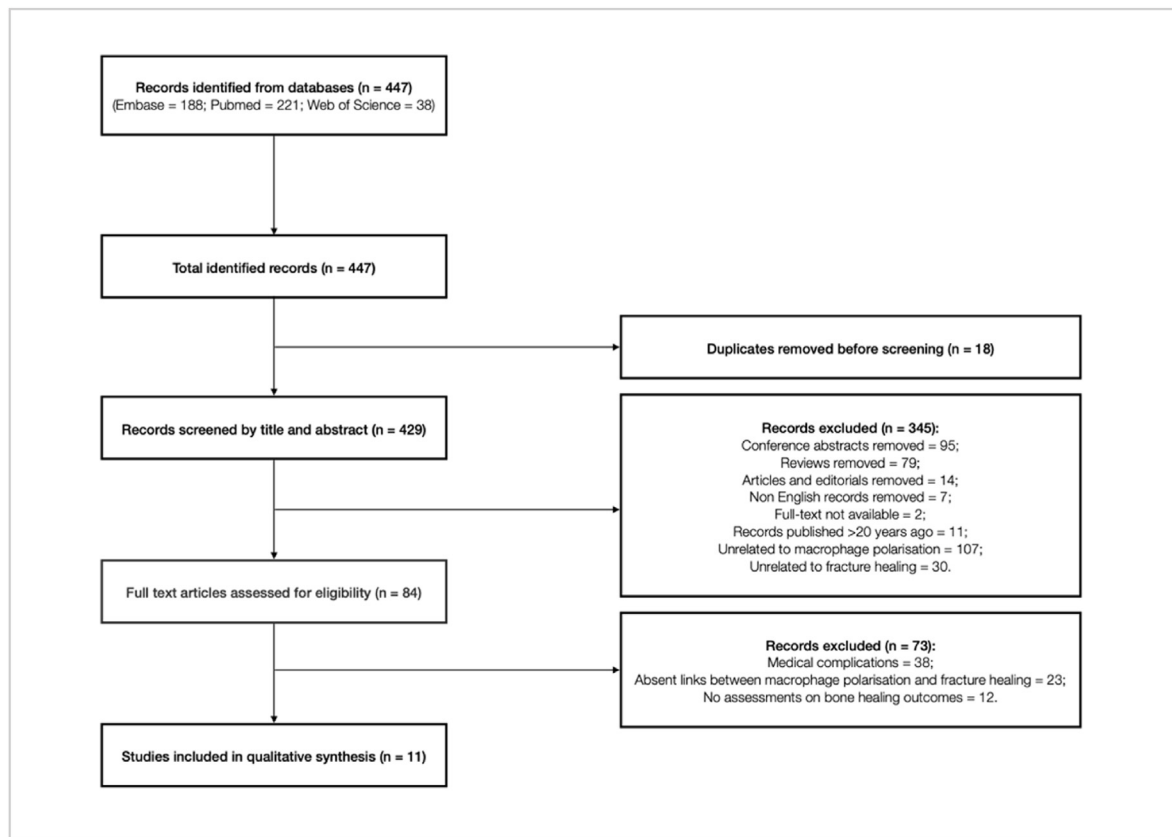 Records identified from databases (n = 447)
(Embase = 188; Pubmed = 221; Web of Science = 38)
Total identified records (n = 447)
Duplicates removed before screening (n = 18)
Records screened by title and abstract (n = 429)
Records excluded (n = 345):
Conference abstracts removed = 95;
Reviews removed = 79;
Articles and editorials removed = 14;
Non English records removed = 7;
Full-text not available = 2;
Records published >20 years ago = 11;
Unrelated to macrophage polarisation = 107;
Unrelated to fracture healing = 30.
Full text articles assessed for eligibility (n = 84)
Records excluded (n = 73):
Medical complications = 38;
Absent links between macrophage polarisation and fracture healing = 23;
No assessments on bone healing outcomes = 12.
Studies included in qualitative synthesis (n = 11)